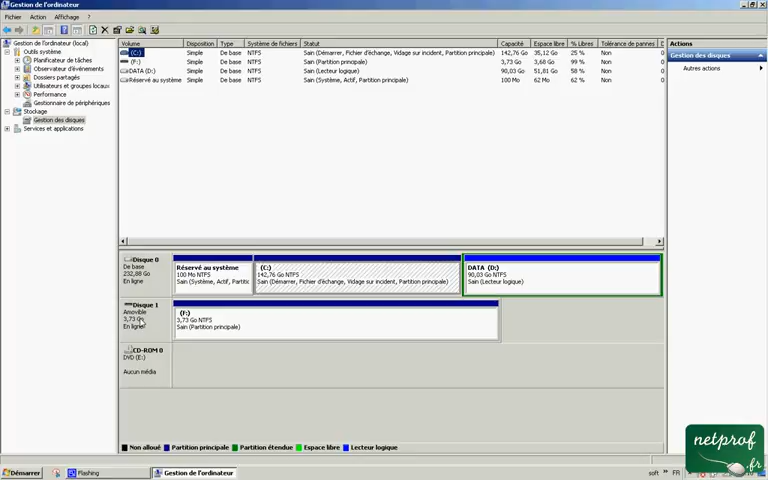 Gestion de l'ordinateur
Fichier Action Affichage ?
Gestion de l'ordinateur (local)
Outils système
Planificateur de tâches
Observateur d'événements
Dossiers partagés
Utilisateurs et groupes locaux
Performance
Gestionnaire de périphériques
Stockage
Gestion des disques
Services et applications
Volume Disposition Type Système de fichiers Statut Capacité Espace libre % Libres Tolérance de pannes
(C:) Simple De base NTFS Sain (Démarrer, Fichier d'échange, Vidage sur incident, Partition principale) 142,76 Go 35,12 Go 25 % Non
(F:) Simple De base NTFS Sain (Partition principale) 3,73 Go 3,68 Go 99 % Non
DATA (D:) Simple De base NTFS Sain (Lecteur logique) 90,03 Go 51,81 Go 58 % Non
Réservé au système Simple De base NTFS Sain (Système, Actif, Partition principale) 100 Mo 62 Mo 62 % Non
Actions
Gestion des disques
Autres actions
Disque 0
De base
232,88 Go
En ligne
Réservé au système
100 Mo NTFS
Sain (Système, Actif, Partitic
(C:)
142,76 Go NTFS
Sain (Démarrer, Fichier d'échange, Vidage sur incident, Partition principale)
DATA (D:)
90,03 Go NTFS
Sain (Lecteur logique)
Disque 1
Amovible
3,73 Go
En ligne
(F:)
3,73 Go NTFS
Sain (Partition principale)
CD-ROM 0
DVD (E:)
Aucun média
Non alloué Partition principale Partition étendue Espace libre Lecteur logique
Démarrer Flashing Gestion de l'ordinateur soft » FR
netprof
.fr